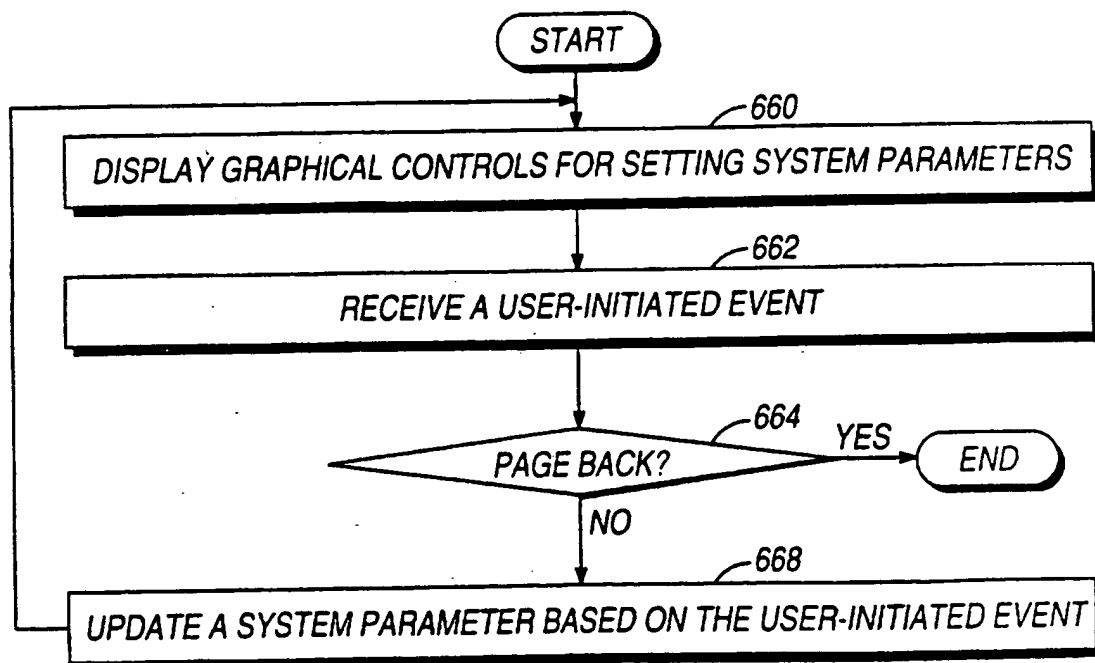 START
660
DISPLAY GRAPHICAL CONTROLS FOR SETTING SYSTEM PARAMETERS
662
RECEIVE A USER-INITIATED EVENT
664
PAGE BACK?
YES
END
NO
668
UPDATE A SYSTEM PARAMETER BASED ON THE USER-INITIATED EVENT